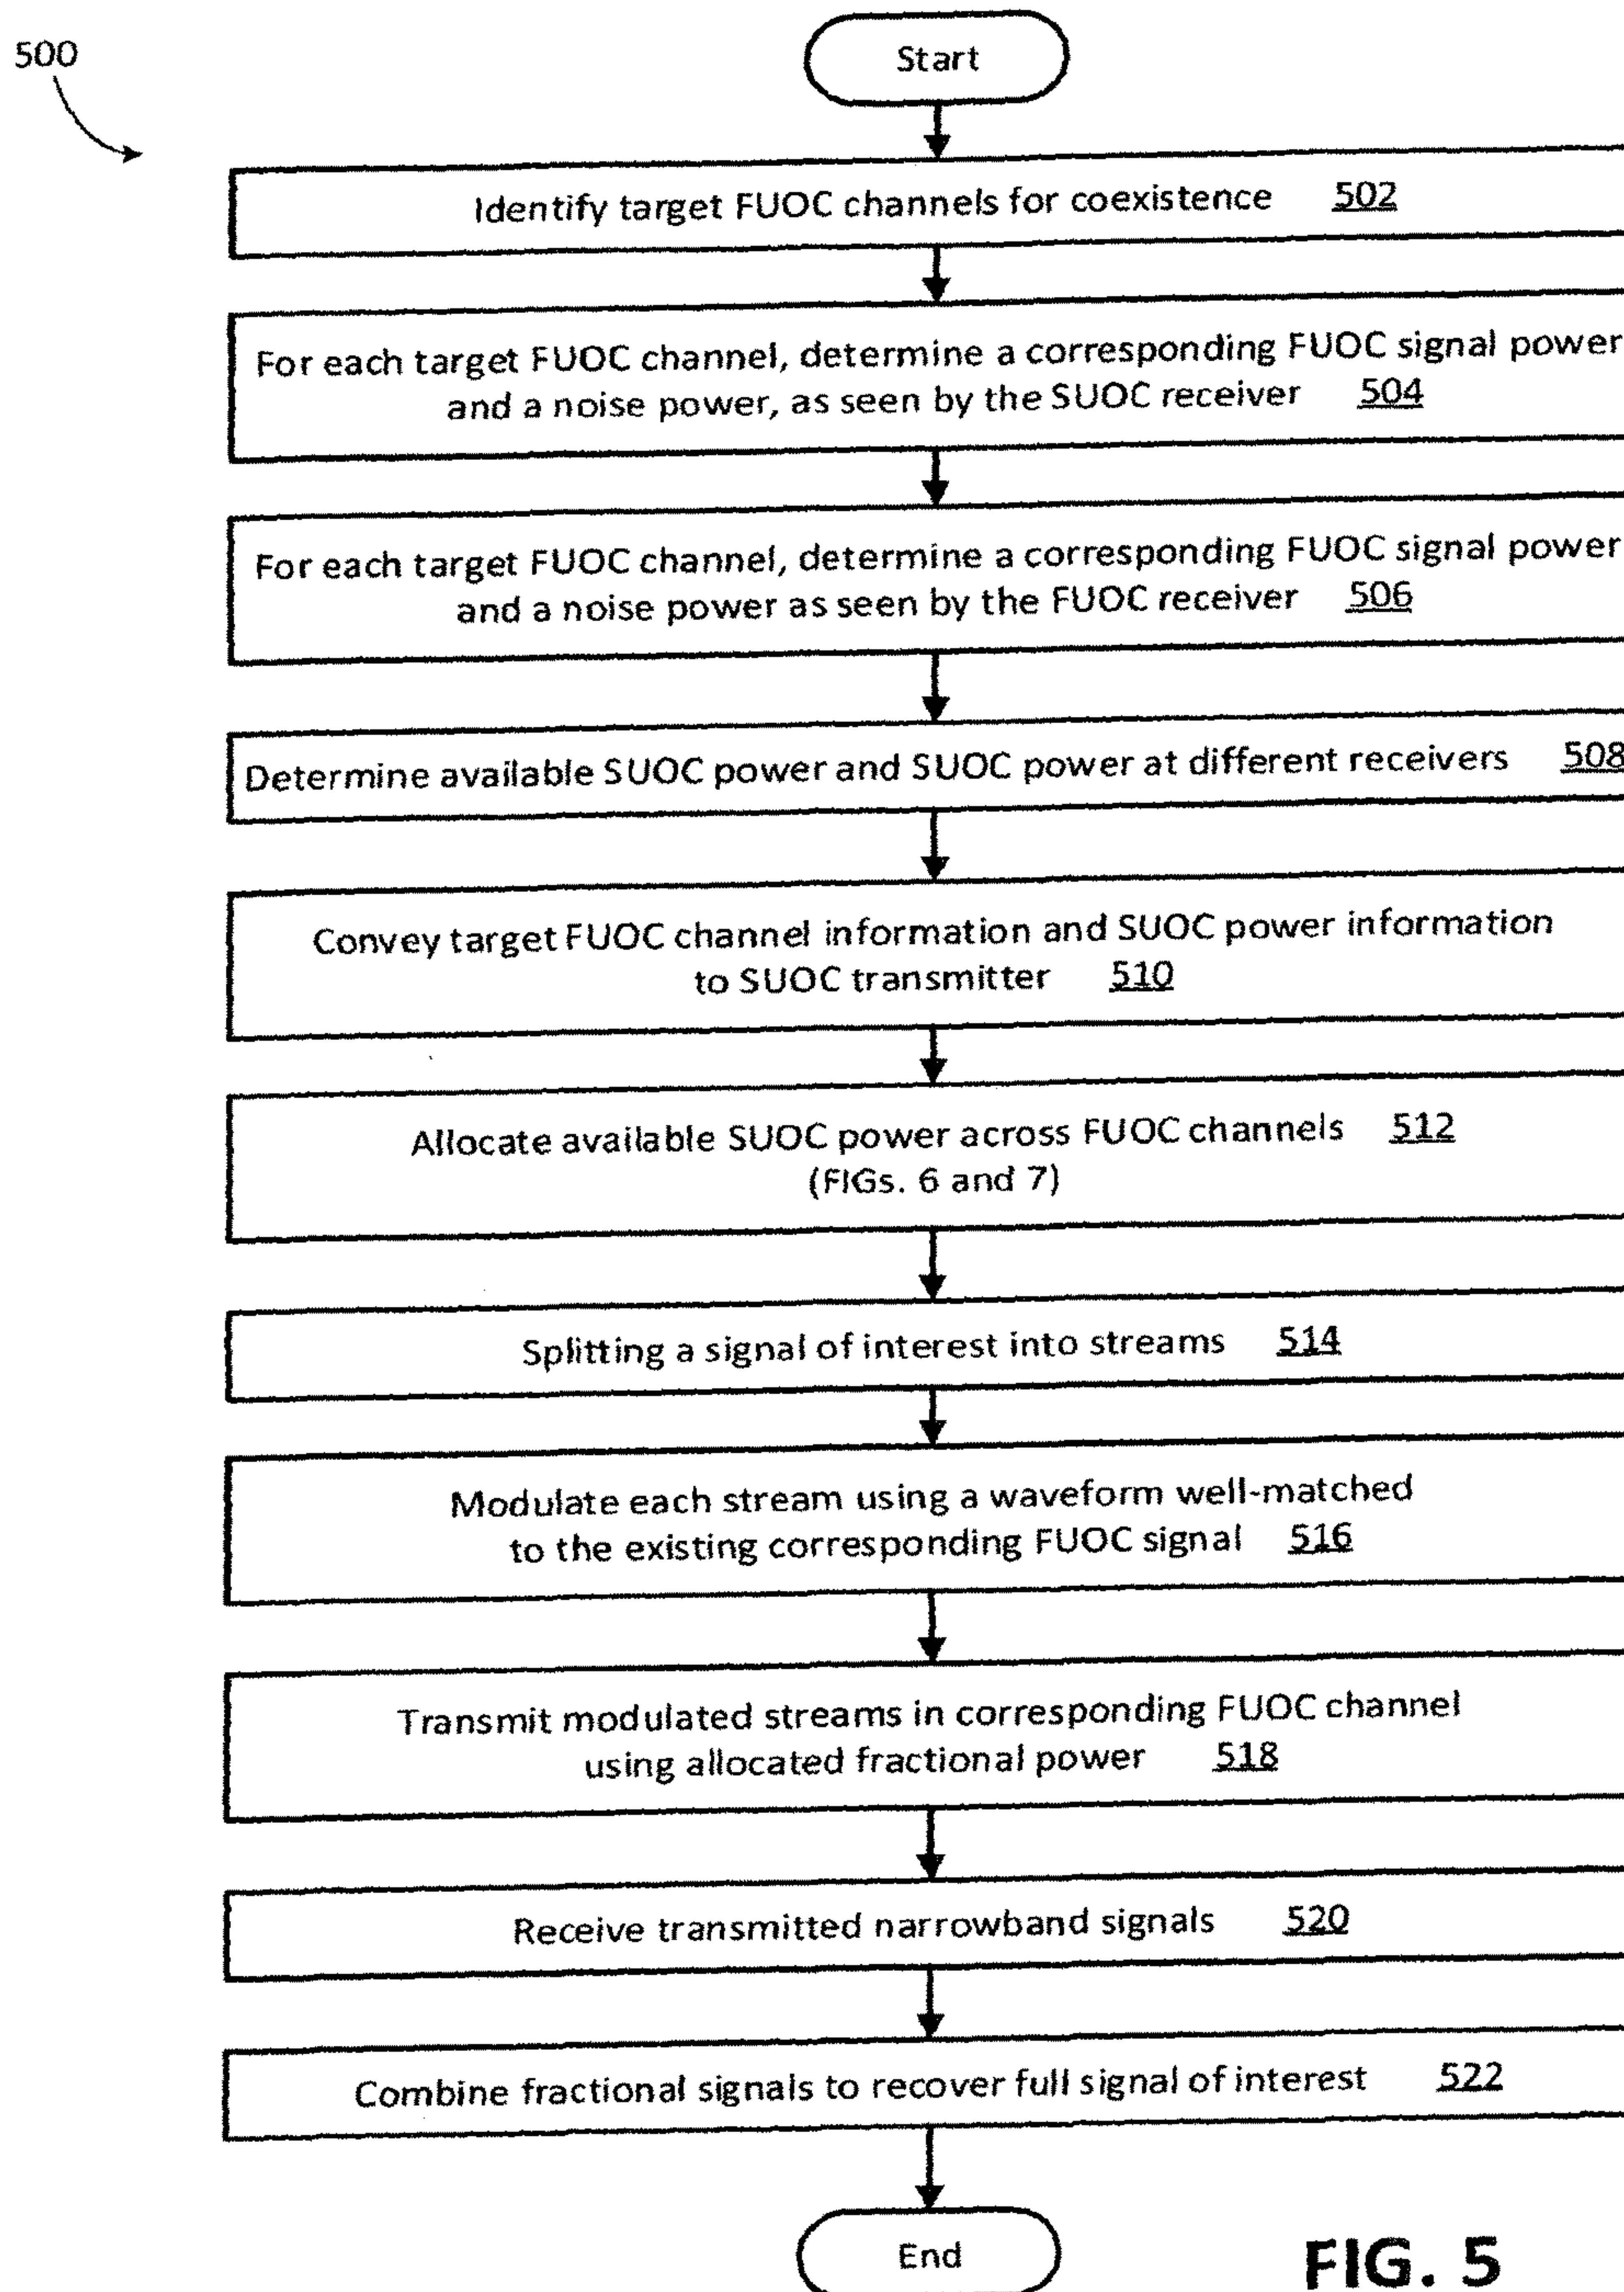 500
Start
Identify target FUOC channels for coexistence 502
For each target FUOC channel, determine a corresponding FUOC signal power
and a noise power, as seen by the SUOC receiver 504
For each target FUOC channel, determine a corresponding FUOC signal power
and a noise power as seen by the FUOC receiver 506
Determine available SUOC power and SUOC power at different receivers 508
Convey target FUOC channel information and SUOC power information
to SUOC transmitter 510
Allocate available SUOC power across FUOC channels 512
(FIGs. 6 and 7)
Splitting a signal of interest into streams 514
Modulate each stream using a waveform well-matched
to the existing corresponding FUOC signal 516
Transmit modulated streams in corresponding FUOC channel
using allocated fractional power 518
Receive transmitted narrowband signals 520
Combine fractional signals to recover full signal of interest 522
End
FIG. 5